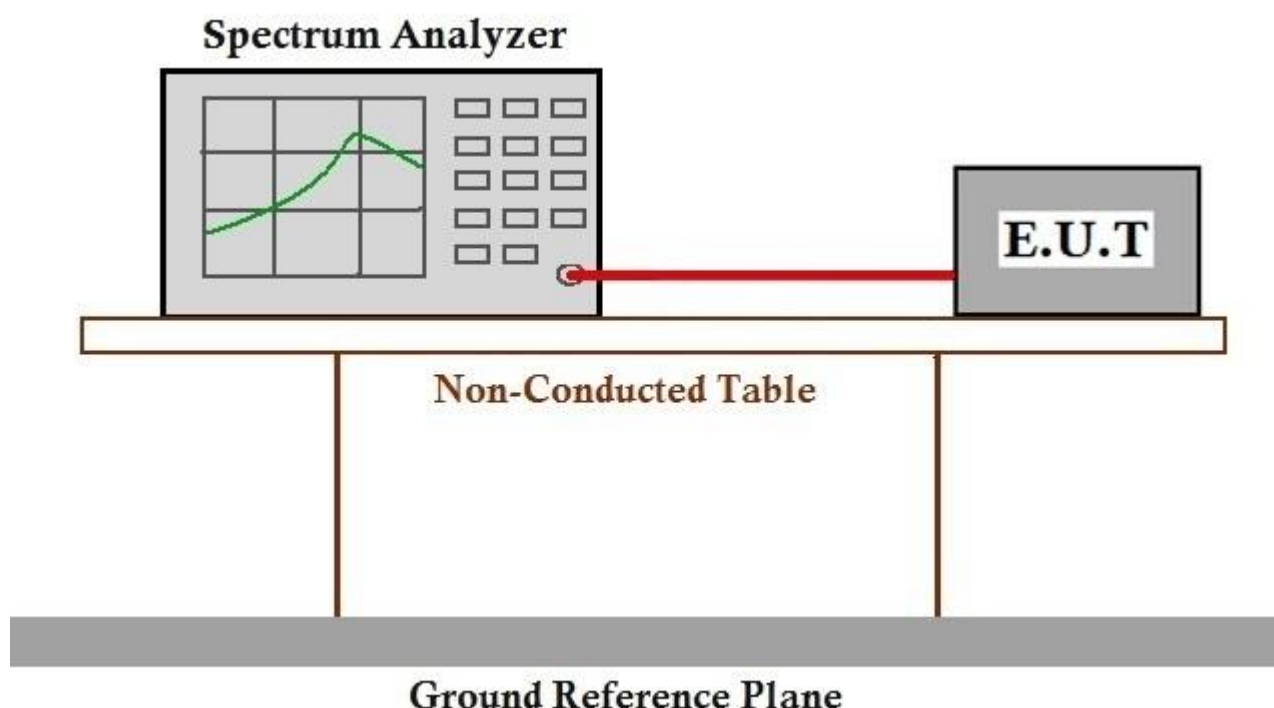 Spectrum Analyzer
E.U.T
Non-Conducted Table
Ground Reference Plane